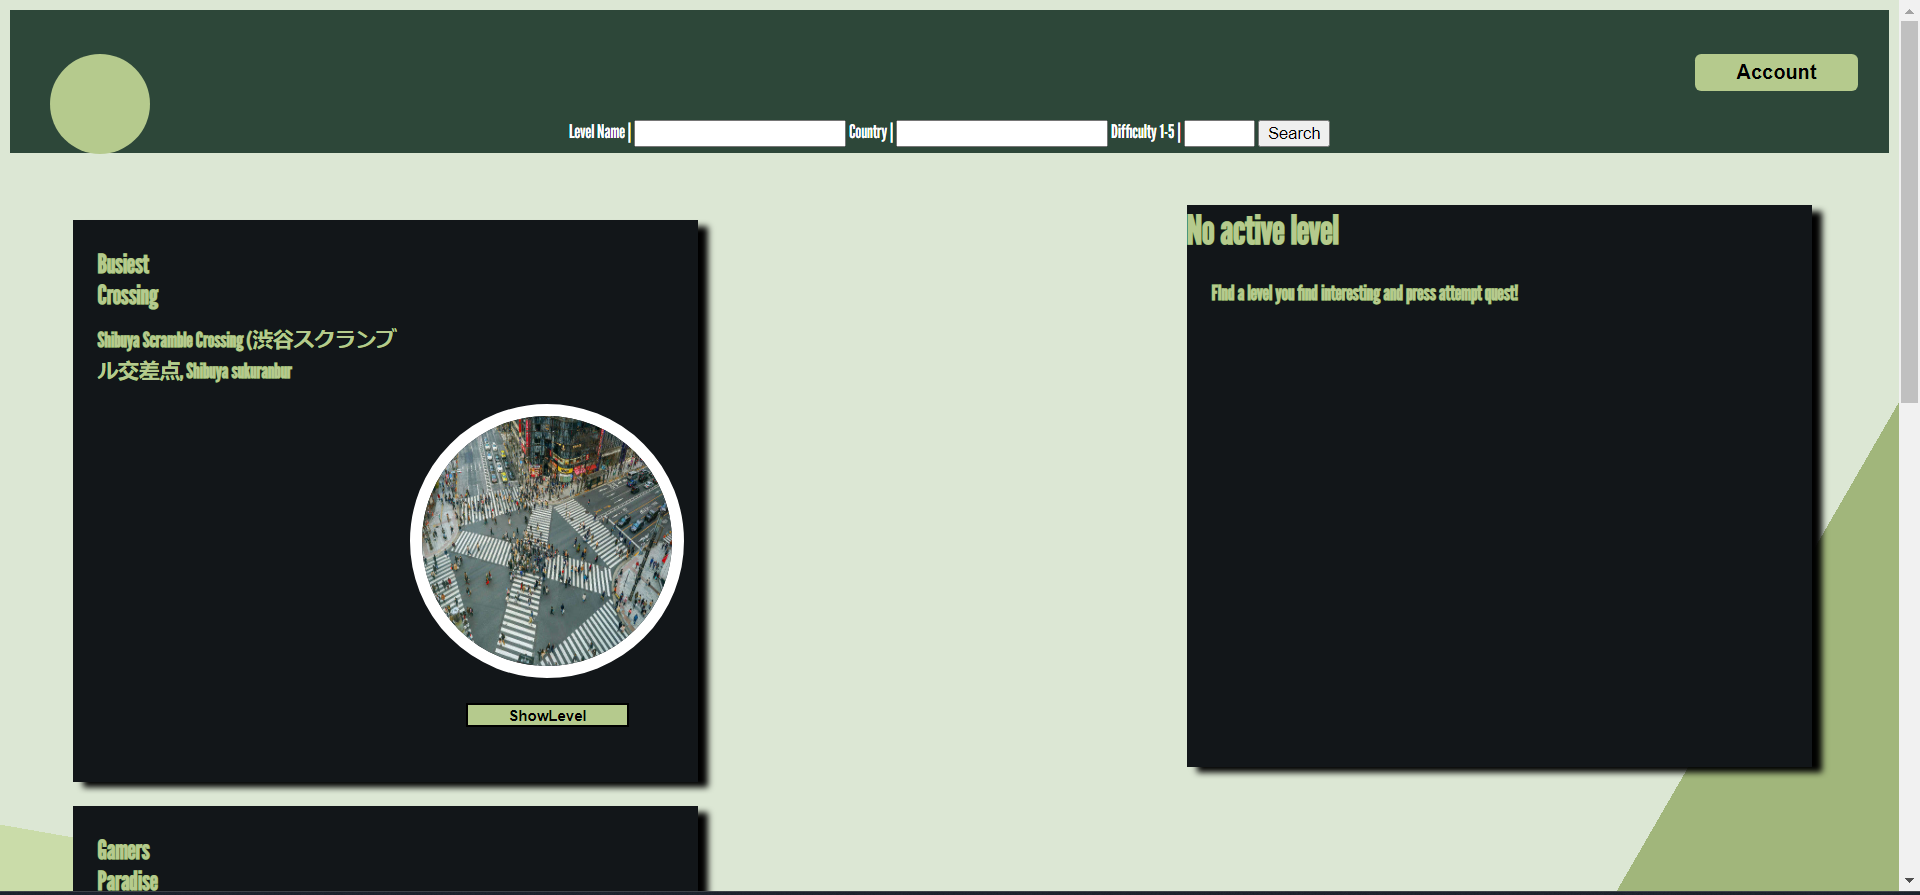 Account
Level Name | Country | Difficulty 1-5 | Search
Busiest
Crossing
Shibuya Scramble Crossing (渋谷スクランブ
ル交差点, Shibuya sukuranbur
ShowLevel
Gamers
Paradise
No active level
FInd a level you find interesting and press attempt quest!